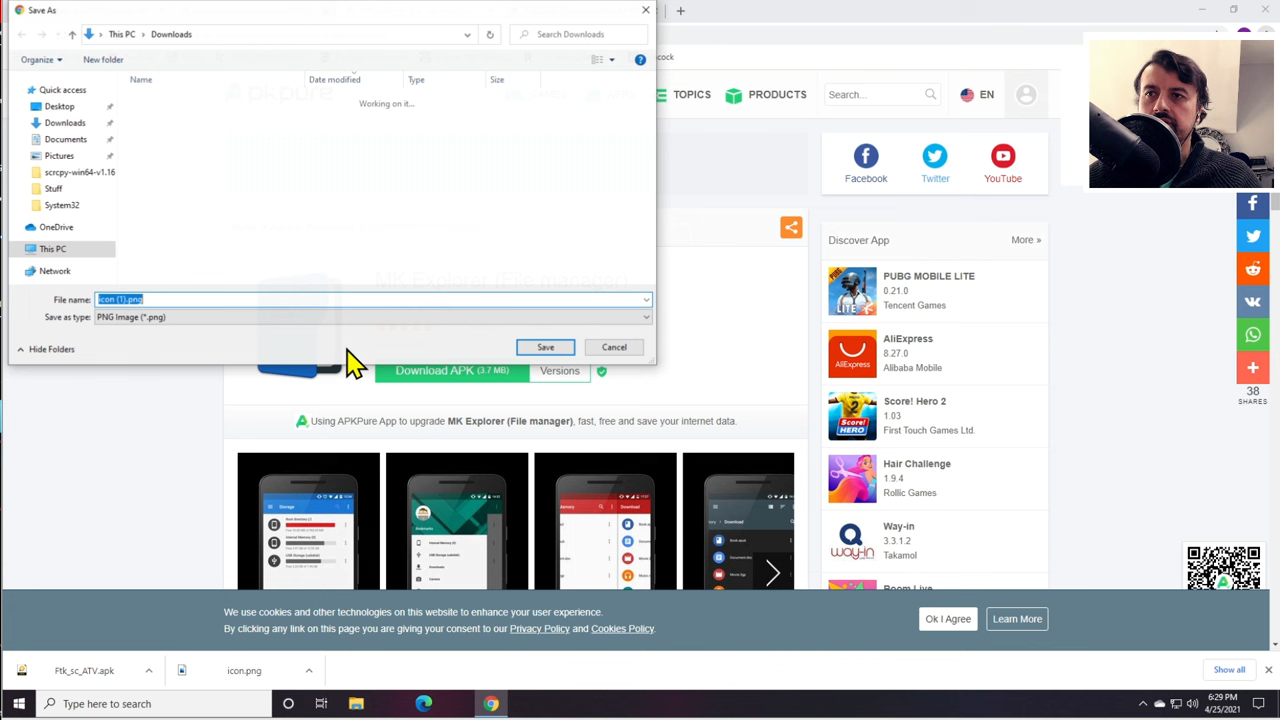 Save As
This PC
Downloads
Search Downloads
Organize
New folder
Name
Date modified
Type
Size
Working on it...
Quick access
Desktop
Downloads
Documents
Pictures
scrcpy-win64-v1.16
Stuff
System32
OneDrive
This PC
Network
File name:
icon (1).png
Save as type:
PNG Image (*.png)
Hide Folders
Save
Cancel
cock
pkpure
TOPICS
PRODUCTS
Search...
EN
Facebook
Twitter
YouTube
MK Explorer (File manager)
Download APK (3.7 MB)
Versions
Using APKPure App to upgrade MK Explorer (File manager), fast, free and save your internet data.
Discover App
More »
PUBG MOBILE LITE
0.21.0
Tencent Games
AliExpress
8.27.0
Alibaba Mobile
Score! Hero 2
1.03
First Touch Games Ltd.
Hair Challenge
1.9.4
Rollic Games
Way-in
3.3.1.2
Takamol
38
SHARES
We use cookies and other technologies on this website to enhance your user experience.
By clicking any link on this page you are giving your consent to our Privacy Policy and Cookies Policy.
Ok I Agree
Learn More
Ftk_sc_ATV.apk
icon.png
Show all
Type here to search
6:29 PM
4/25/2021